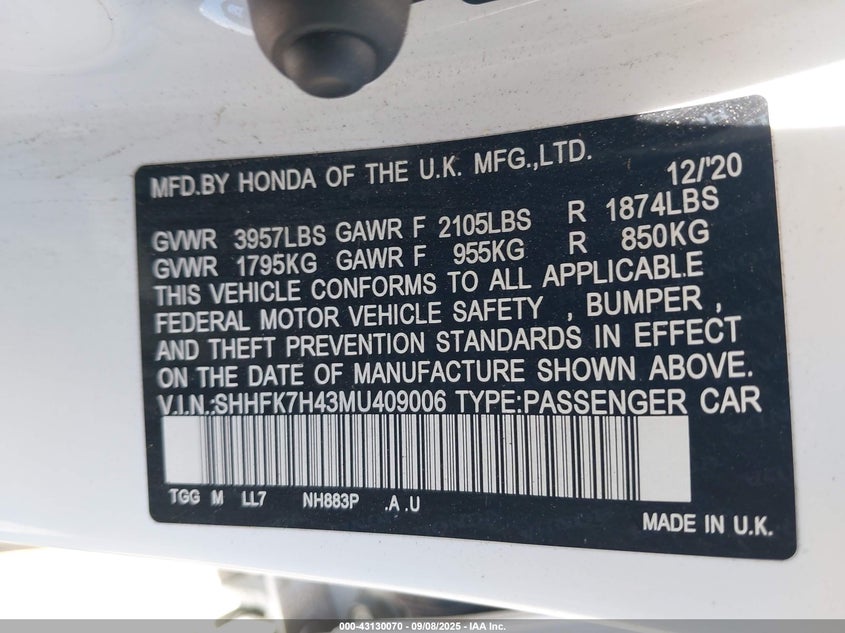 MFD.BY HONDA OF THE U.K. MFG.,LTD. 12/'20
GVWR 3957LBS GAWR F 2105LBS R 1874LBS
GVWR 1795KG GAWR F 955KG R 850KG
THIS VEHICLE CONFORMS TO ALL APPLICABLE
FEDERAL MOTOR VEHICLE SAFETY , BUMPER ,
AND THEFT PREVENTION STANDARDS IN EFFECT
ON THE DATE OF MANUFACTURE SHOWN ABOVE.
V.I.N.:SHHFK7H43MU409006 TYPE:PASSENGER CAR
TGG M LL7 NH883P .A .U
MADE IN U.K.
000-43130070 - 09/08/2025 - IAA Inc.